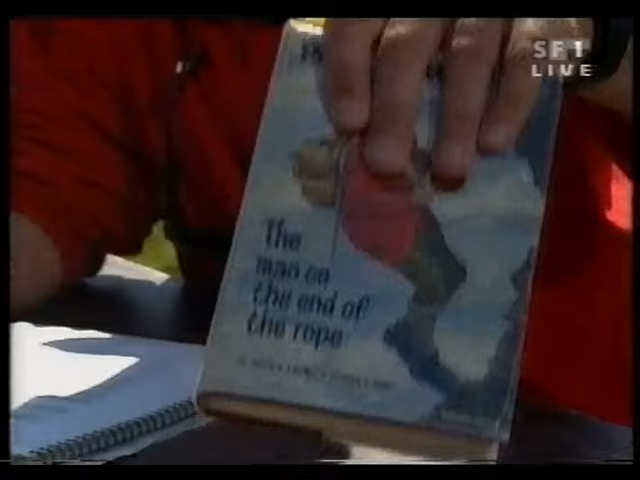 SF1
LIVE
The
man on
the end of
the rope